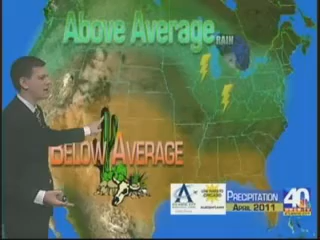 Above Average
RAIN
BELOW AVERAGE
PRECIPITATION
APRIL 2011
40